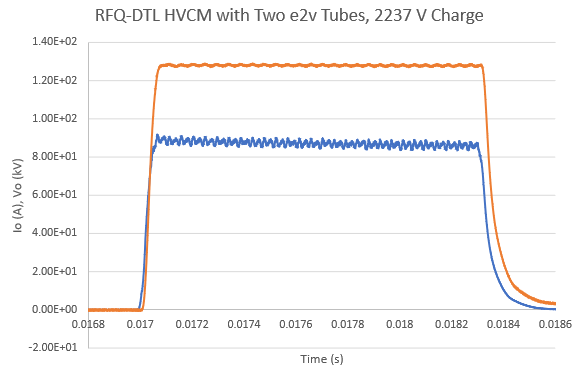 RFQ-DTL HVCM with Two e2v Tubes, 2237 V Charge
1.40E+02
1.20E+02
1.00E+02
8.00E+01
6.00E+01
4.00E+01
2.00E+01
0.00E+00
-2.00E+01
Io (A), Vo (kV)
0.0168 0.017 0.0172 0.0174 0.0176 0.0178 0.018 0.0182 0.0184 0.0186
Time (s)